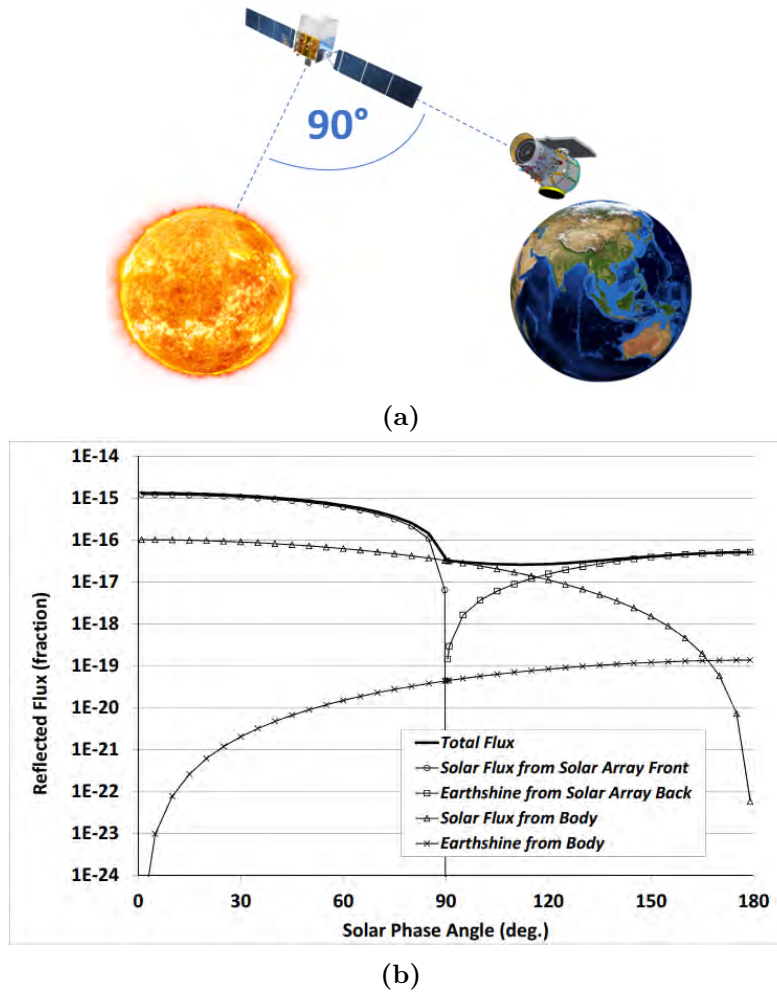 90°
(a)
1E-14
1E-15
1E-16
1E-17
1E-18
1E-19
1E-20
1E-21
1E-22
1E-23
1E-24
Reflected Flux (fraction)
Total Flux
Solar Flux from Solar Array Front
Earthshine from Solar Array Back
Solar Flux from Body
Earthshine from Body
0 30 60 90 120 150 180
Solar Phase Angle (deg.)
(b)